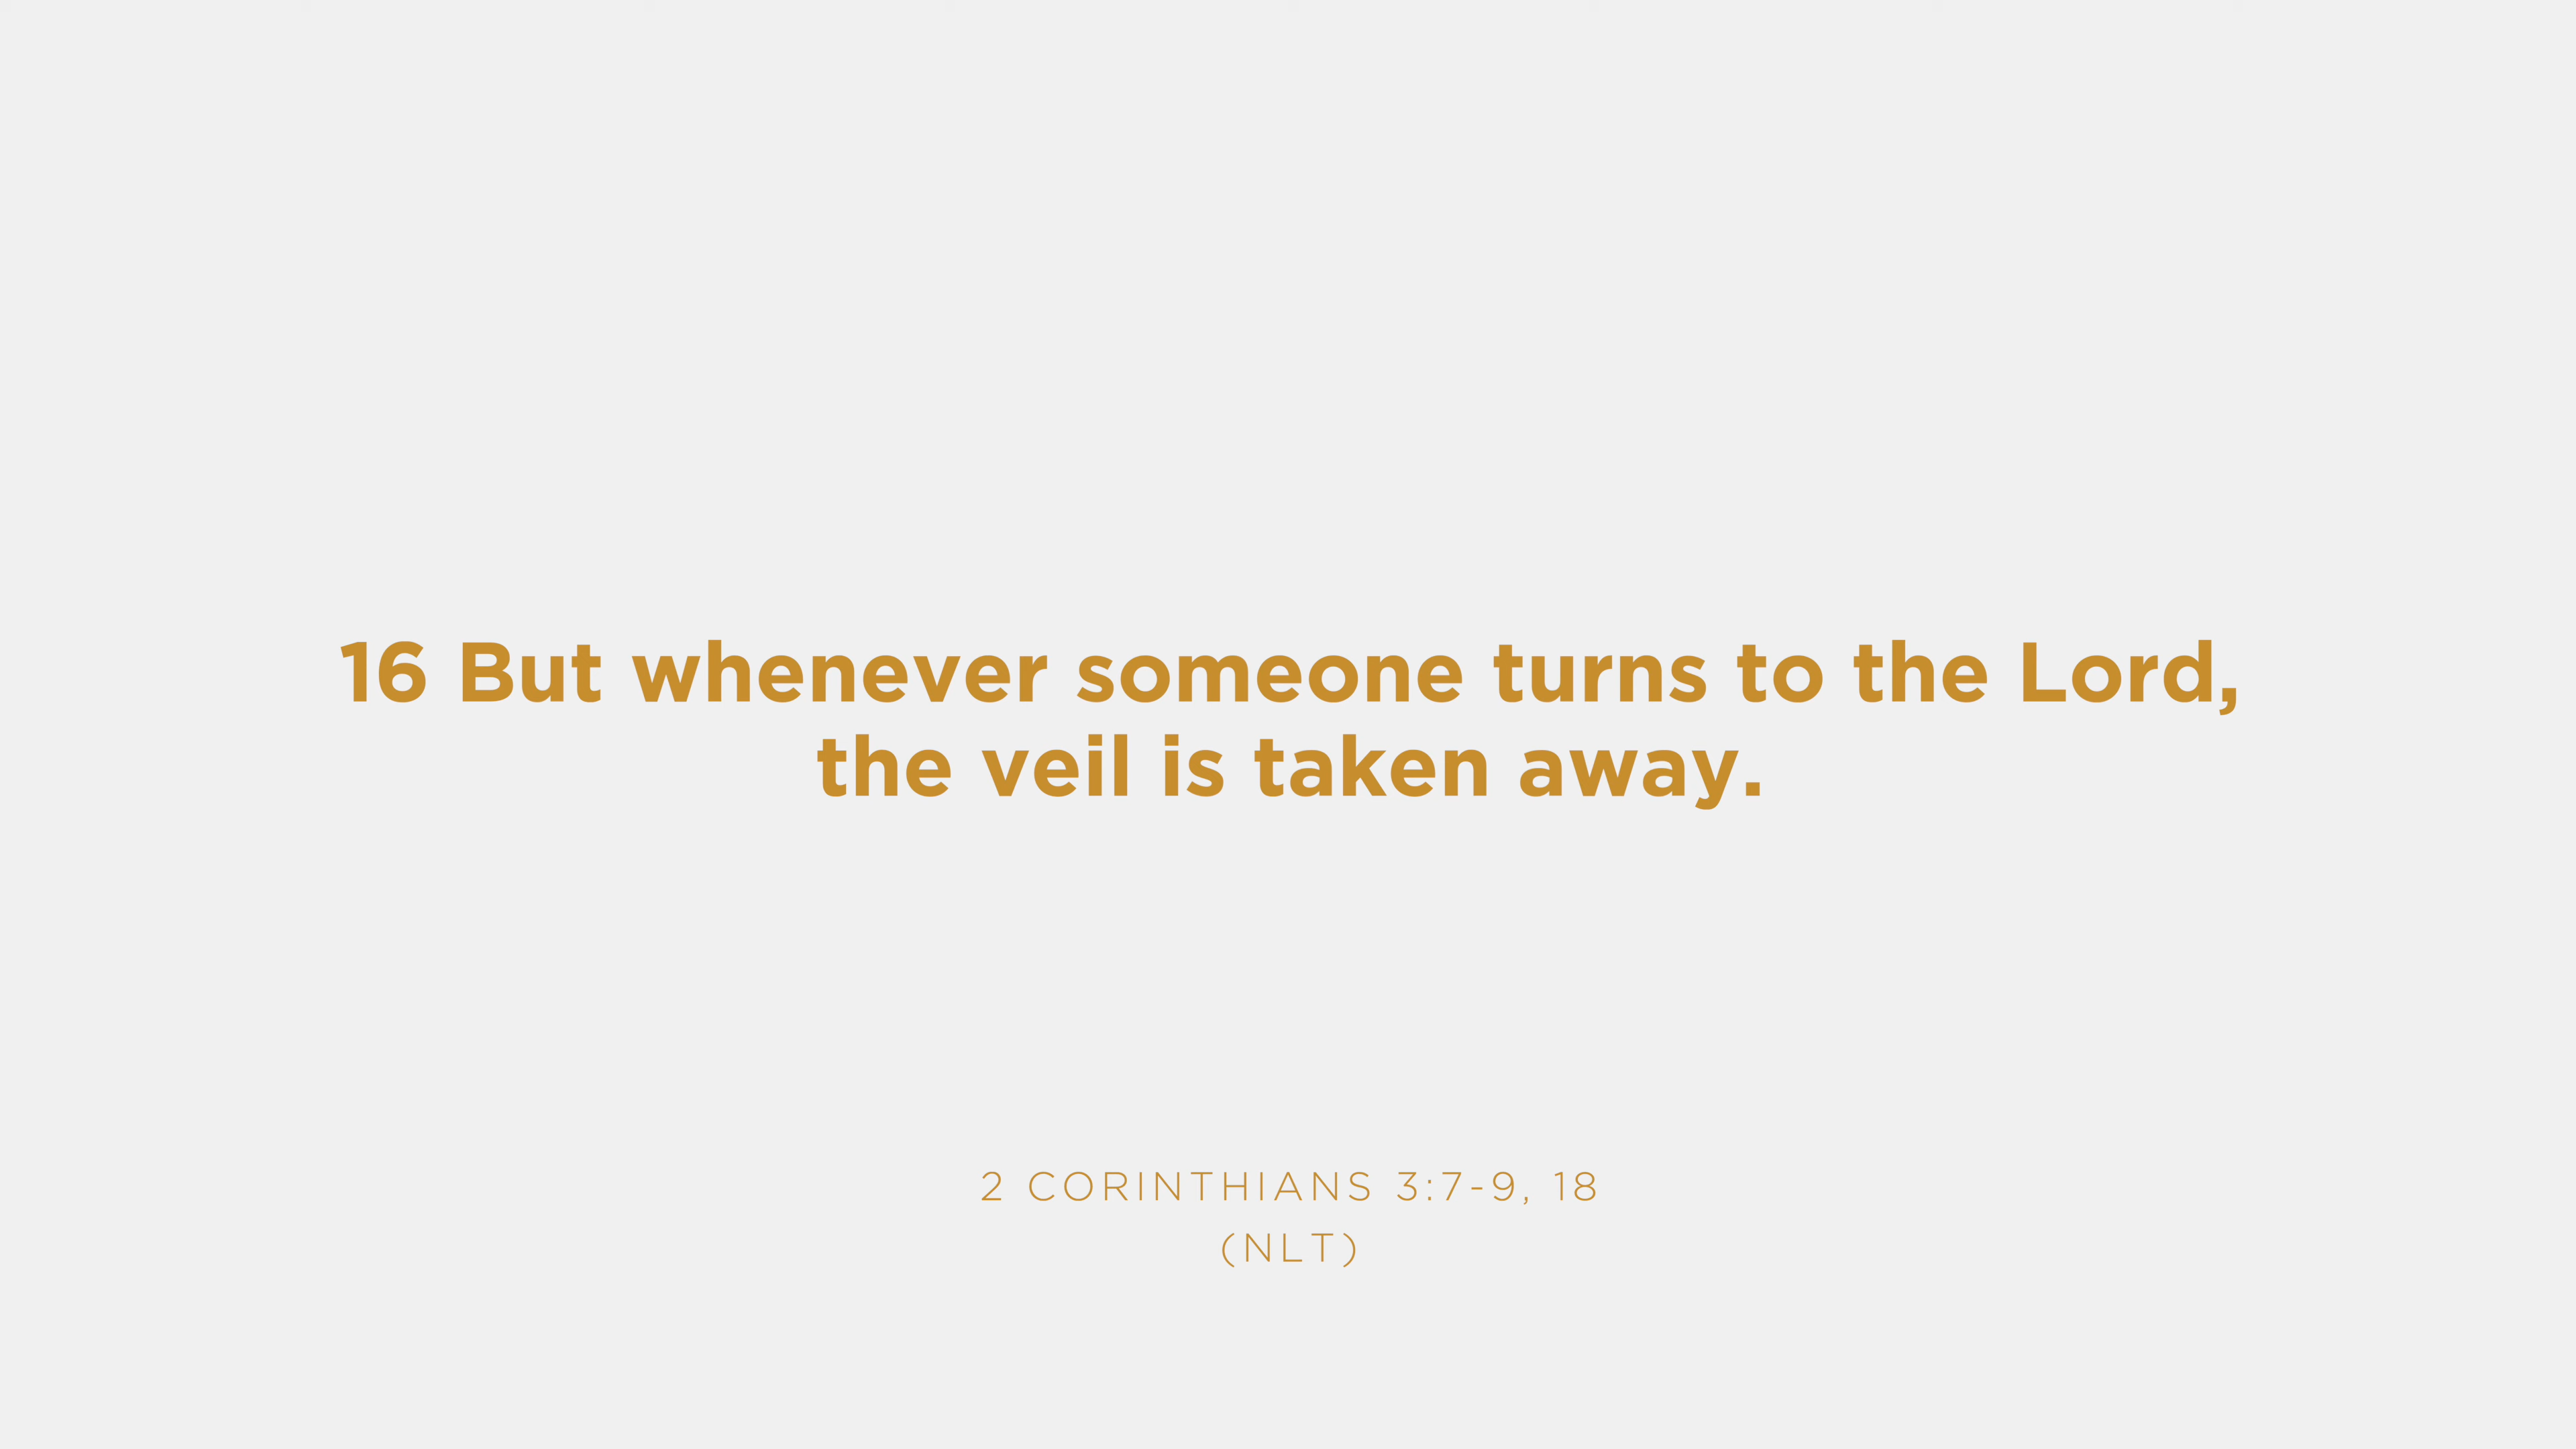 16 But whenever someone turns to the Lord,
the veil is taken away.
2 CORINTHIANS 3:7-9, 18
(NLT)